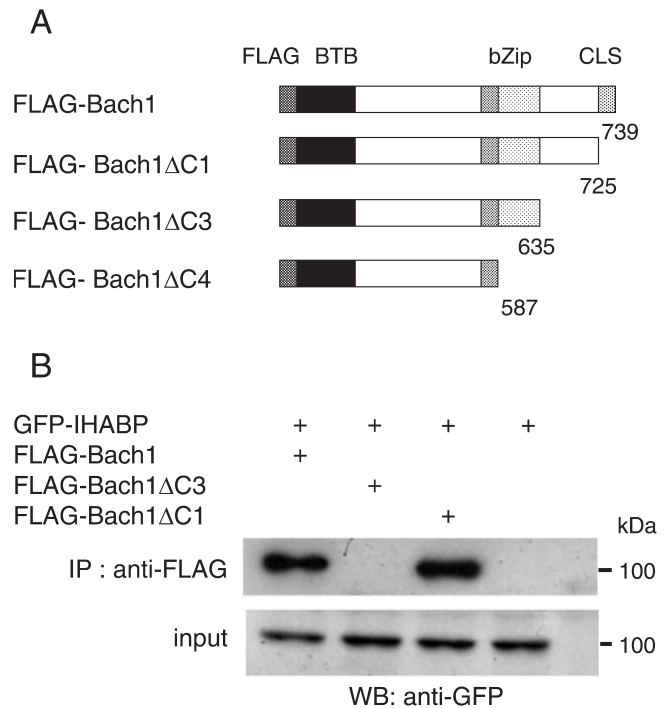 A
FLAG BTB bZip CLS
FLAG-Bach1
739
FLAG- Bach1ΔC1
725
FLAG- Bach1ΔC3
635
FLAG- Bach1ΔC4
587
B
GFP-IHABP + + + +
FLAG-Bach1 +
FLAG-Bach1ΔC3 +
FLAG-Bach1ΔC1 +
kDa
IP : anti-FLAG 100
input 100
WB: anti-GFP